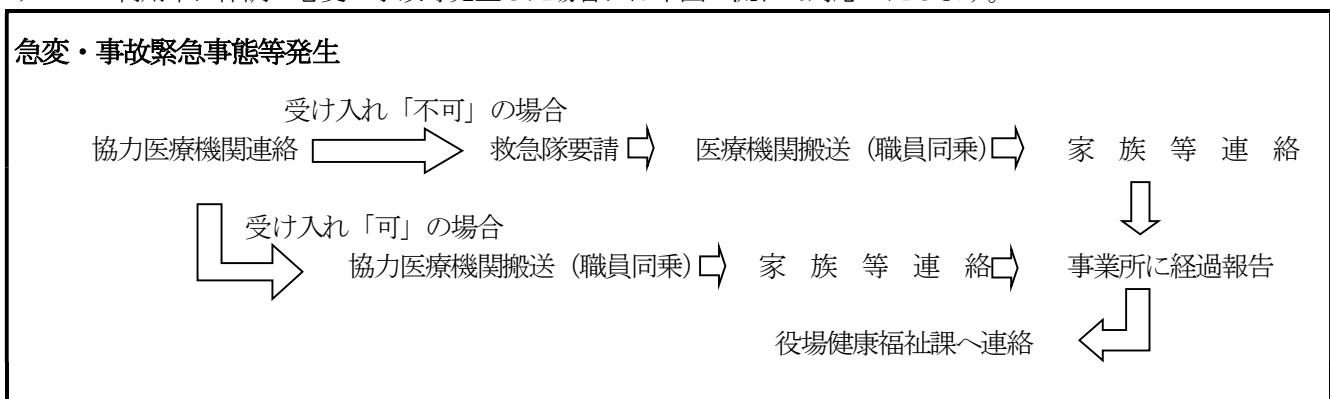 急変・事故緊急事態等発生
受け入れ「不可」の場合
協力医療機関連絡 救急隊要請 医療機関搬送（職員同乗） 家族等連絡
受け入れ「可」の場合
協力医療機関搬送（職員同乗） 家族等連絡 事業所に経過報告
役場健康福祉課へ連絡